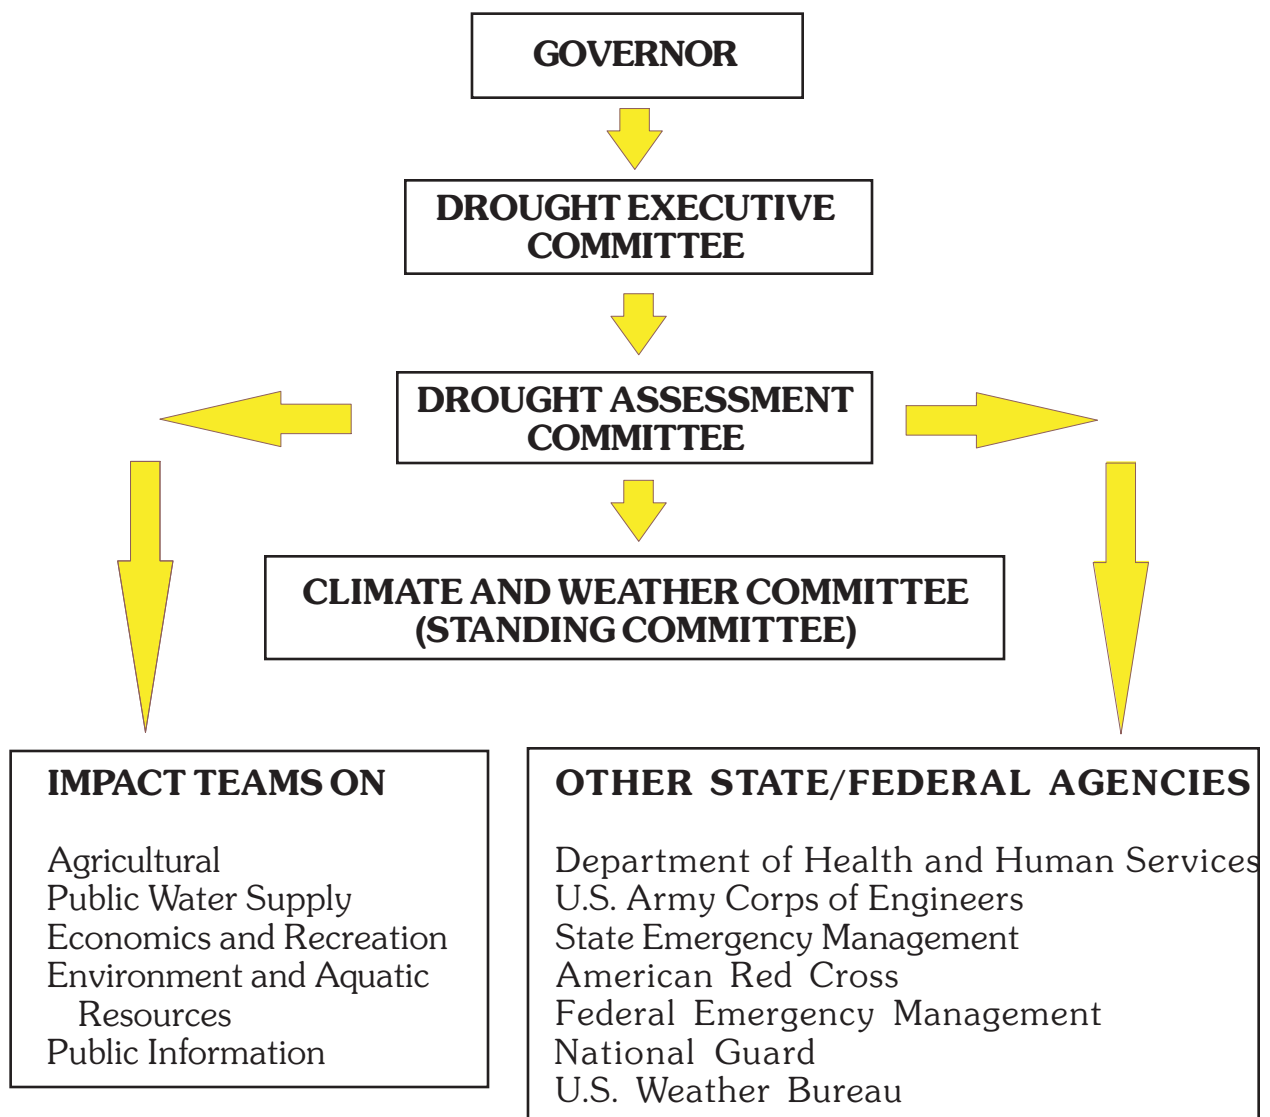 GOVERNOR
DROUGHT EXECUTIVE
COMMITTEE
DROUGHT ASSESSMENT
COMMITTEE
CLIMATE AND WEATHER COMMITTEE
(STANDING COMMITTEE)
IMPACT TEAMS ON
Agricultural
Public Water Supply
Economics and Recreation
Environment and Aquatic
Resources
Public Information
OTHER STATE/FEDERAL AGENCIES
Department of Health and Human Services
U.S. Army Corps of Engineers
State Emergency Management
American Red Cross
Federal Emergency Management
National Guard
U.S. Weather Bureau